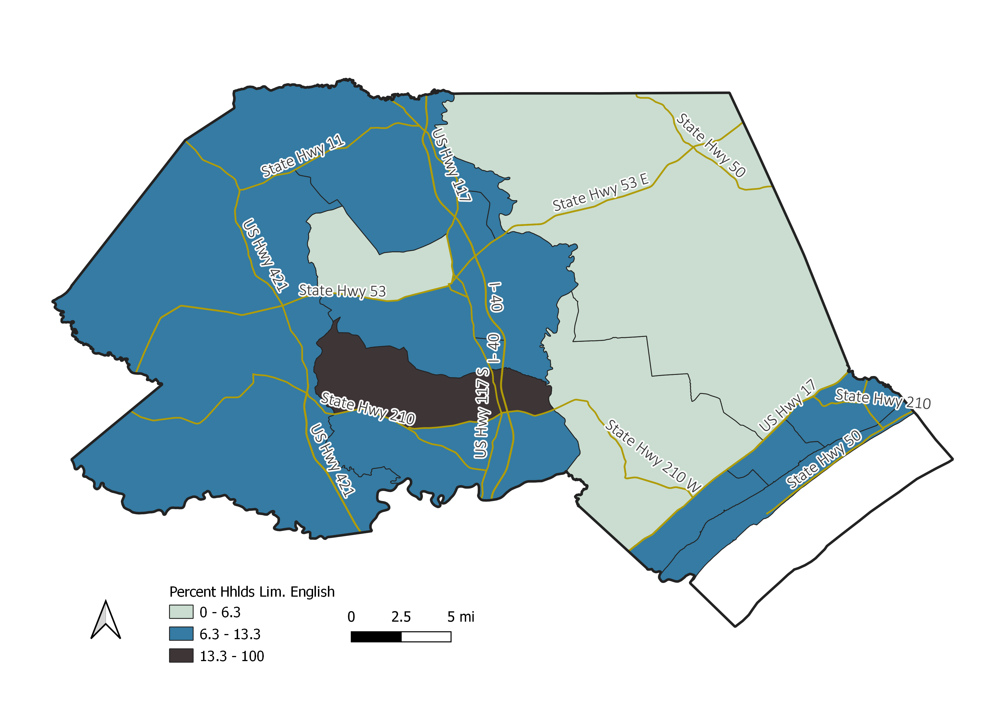 State Hwy 50
State Hwy 11
US Hwy 117
State Hwy 53 E
US Hwy 421
State Hwy 53
I- 40
I- 40
US Hwy 117 S
US Hwy 17
State Hwy 210
State Hwy 210
State Hwy 210 W
US Hwy 421
State Hwy 50
Percent Hhlds Lim. English
0 - 6.3
6.3 - 13.3
13.3 - 100
0 2.5 5 mi